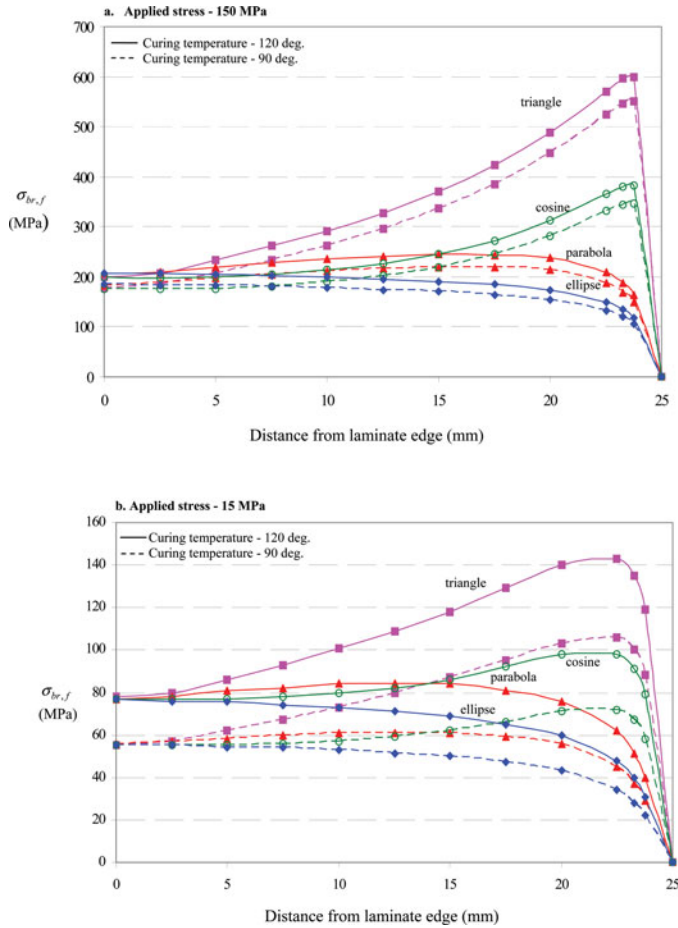 a. Applied stress - 150 MPa
700
Curing temperature - 120 deg.
Curing temperature - 90 deg.
600
triangle
500
400
σbr,f
(MPa)
cosine
300
parabola
200
ellipse
100
0
0 5 10 15 20 25
Distance from laminate edge (mm)
b. Applied stress - 15 MPa
160
Curing temperature - 120 deg.
Curing temperature - 90 deg.
140
triangle
120
100
cosine
parabola
σbr,f
(MPa)
80
ellipse
60
40
20
0
0 5 10 15 20 25
Distance from laminate edge (mm)